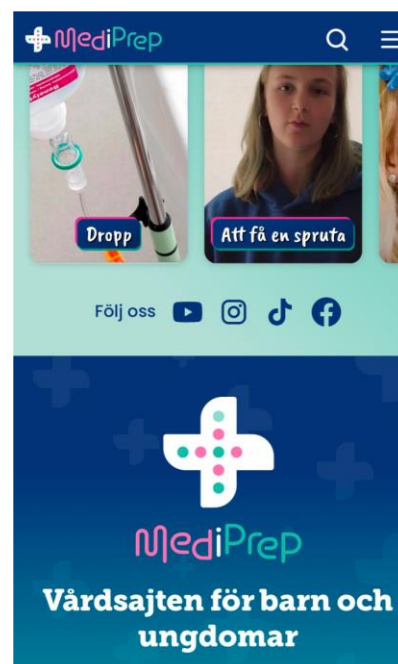 MediPrep
Dropp
Att få en spruta
Följ oss
MediPrep
Vårdsajten för barn och
ungdomar